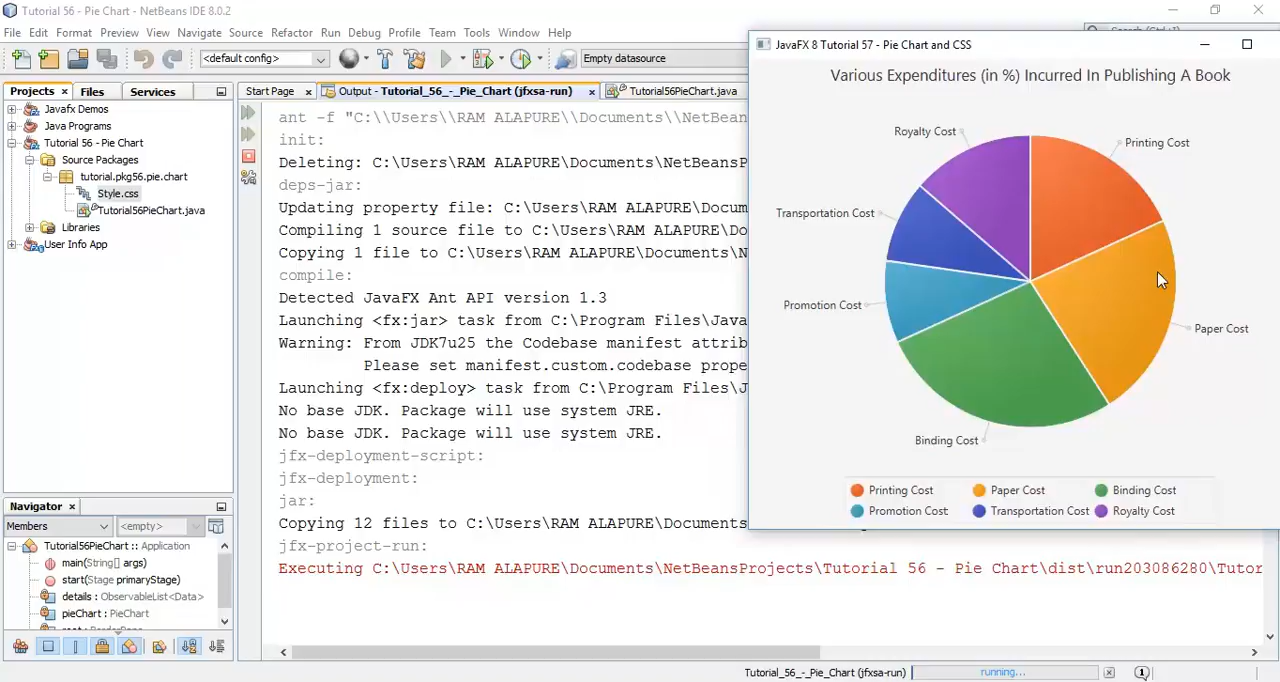 Tutorial 56 - Pie Chart - NetBeans IDE 8.0.2
File Edit Format Preview View Navigate Source Refactor Run Debug Profile Team Tools Window Help
<default config>
Empty datasource
JavaFX 8 Tutorial 57 - Pie Chart and CSS
Projects Files Services
Start Page Output - Tutorial_56_-_Pie_Chart (jfxsa-run) Tutorial56PieChart.java
Javafx Demos
Java Programs
Tutorial 56 - Pie Chart
Source Packages
tutorial.pkg56.pie.chart
Style.css
Tutorial56PieChart.java
Libraries
User Info App
Navigator
Members <empty>
Tutorial56PieChart :: Application
main(String[] args)
start(Stage primaryStage)
details : ObservableList<Data>
pieChart : PieChart
ant -f "C:\\Users\\RAM ALAPURE\\Documents\\NetBeans
init:
Deleting: C:\Users\RAM ALAPURE\Documents\NetBeansP
deps-jar:
Updating property file: C:\Users\RAM ALAPURE\Docum
Compiling 1 source file to C:\Users\RAM ALAPURE\Do
Copying 1 file to C:\Users\RAM ALAPURE\Documents\N
compile:
Detected JavaFX Ant API version 1.3
Launching <fx:jar> task from C:\Program Files\Java
Warning: From JDK7u25 the Codebase manifest attrib
Please set manifest.custom.codebase prope
Launching <fx:deploy> task from C:\Program Files\J
No base JDK. Package will use system JRE.
No base JDK. Package will use system JRE.
jfx-deployment-script:
jfx-deployment:
jar:
Copying 12 files to C:\Users\RAM ALAPURE\Documents
jfx-project-run:
Executing C:\Users\RAM ALAPURE\Documents\NetBeansProjects\Tutorial 56 - Pie Chart\dist\run203086280\Tutor
Various Expenditures (in %) Incurred In Publishing A Book
Royalty Cost
Printing Cost
Transportation Cost
Promotion Cost
Paper Cost
Binding Cost
Printing Cost Paper Cost Binding Cost
Promotion Cost Transportation Cost Royalty Cost
Tutorial_56_-_Pie_Chart (jfxsa-run) running... 1